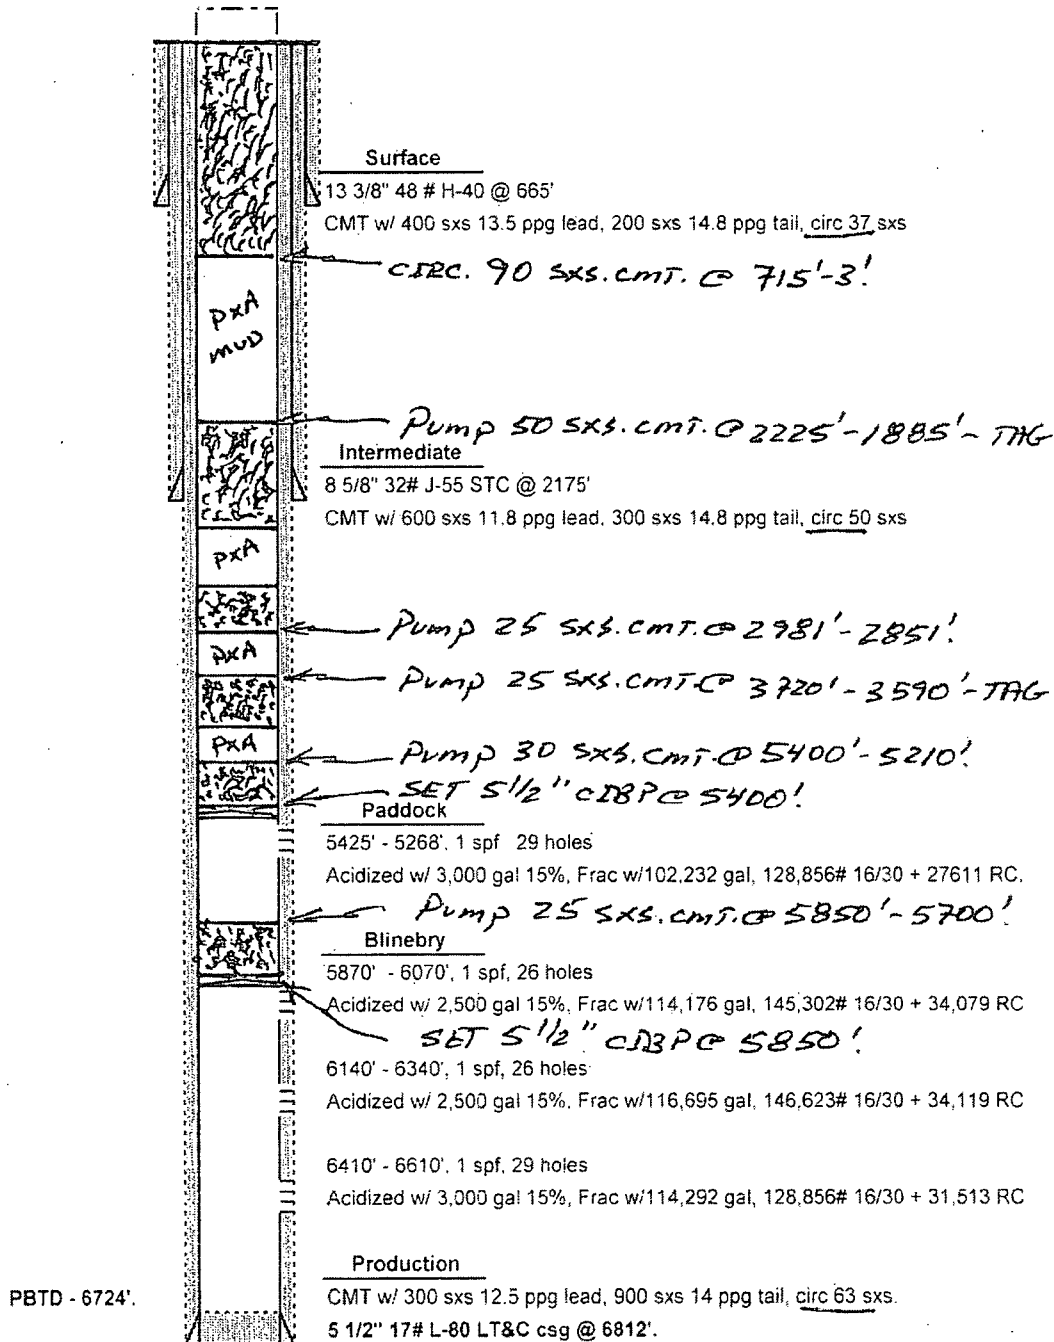 Surface
13 3/8" 48 # H-40 @ 665'
CMT w/ 400 sxs 13.5 ppg lead, 200 sxs 14.8 ppg tail, circ 37 sxs
CIRC. 90 SXS. CMT. @ 715'-3'.
PXA
MUD
Pump 50 SXS. CMT. @ 2225'-1885'- TAG
Intermediate
8 5/8" 32# J-55 STC @ 2175'
CMT w/ 600 sxs 11.8 ppg lead, 300 sxs 14.8 ppg tail, circ 50 sxs
PXA
Pump 25 SXS. CMT. @ 2981'-2851'.
PXA
Pump 25 SXS. CMT. @ 3720'-3590'-TAG
PXA
Pump 30 SXS. CMT. @ 5400'-5210'.
SET 5 1/2" CIBP @ 5400'.
Paddock
5425' - 5268', 1 spf 29 holes
Acidized w/ 3,000 gal 15%, Frac w/102,232 gal, 128,856# 16/30 + 27611 RC.
Pump 25 SXS. CMT. @ 5850'-5700'.
Blinebry
5870' - 6070', 1 spf, 26 holes
Acidized w/ 2,500 gal 15%, Frac w/114,176 gal, 145,302# 16/30 + 34,079 RC
SET 5 1/2" CIBP @ 5850'.
6140' - 6340', 1 spf, 26 holes
Acidized w/ 2,500 gal 15%, Frac w/116,695 gal, 146,623# 16/30 + 34,119 RC
6410' - 6610', 1 spf, 29 holes
Acidized w/ 3,000 gal 15%, Frac w/114,292 gal, 128,856# 16/30 + 31,513 RC
Production
PBTD - 6724'.
CMT w/ 300 sxs 12.5 ppg lead, 900 sxs 14 ppg tail, circ 63 sxs.
5 1/2" 17# L-80 LT&C csg @ 6812'.